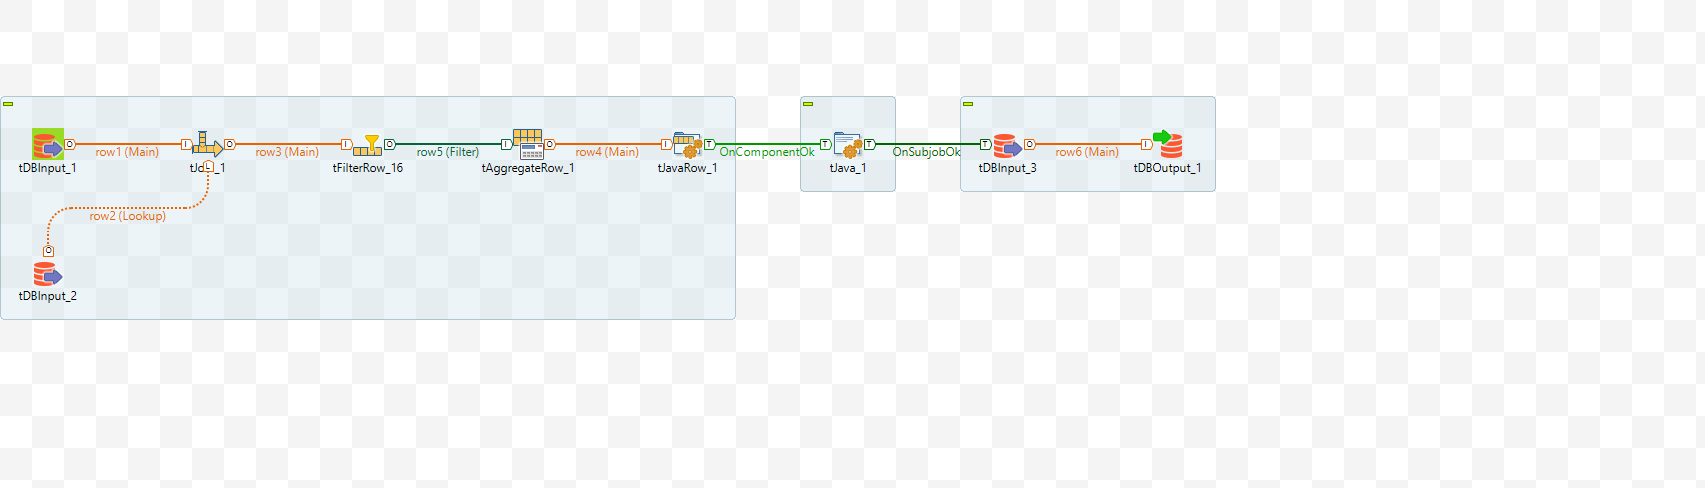 row1 (Main)
row3 (Main)
row5 (Filter)
row4 (Main)
OnComponentOk
OnSubjobOk
row6 (Main)
tDBInput_1
tFilterRow_16
tAggregateRow_1
tJavaRow_1
tJava_1
tDBInput_3
tDBOutput_1
row2 (Lookup)
tDBInput_2